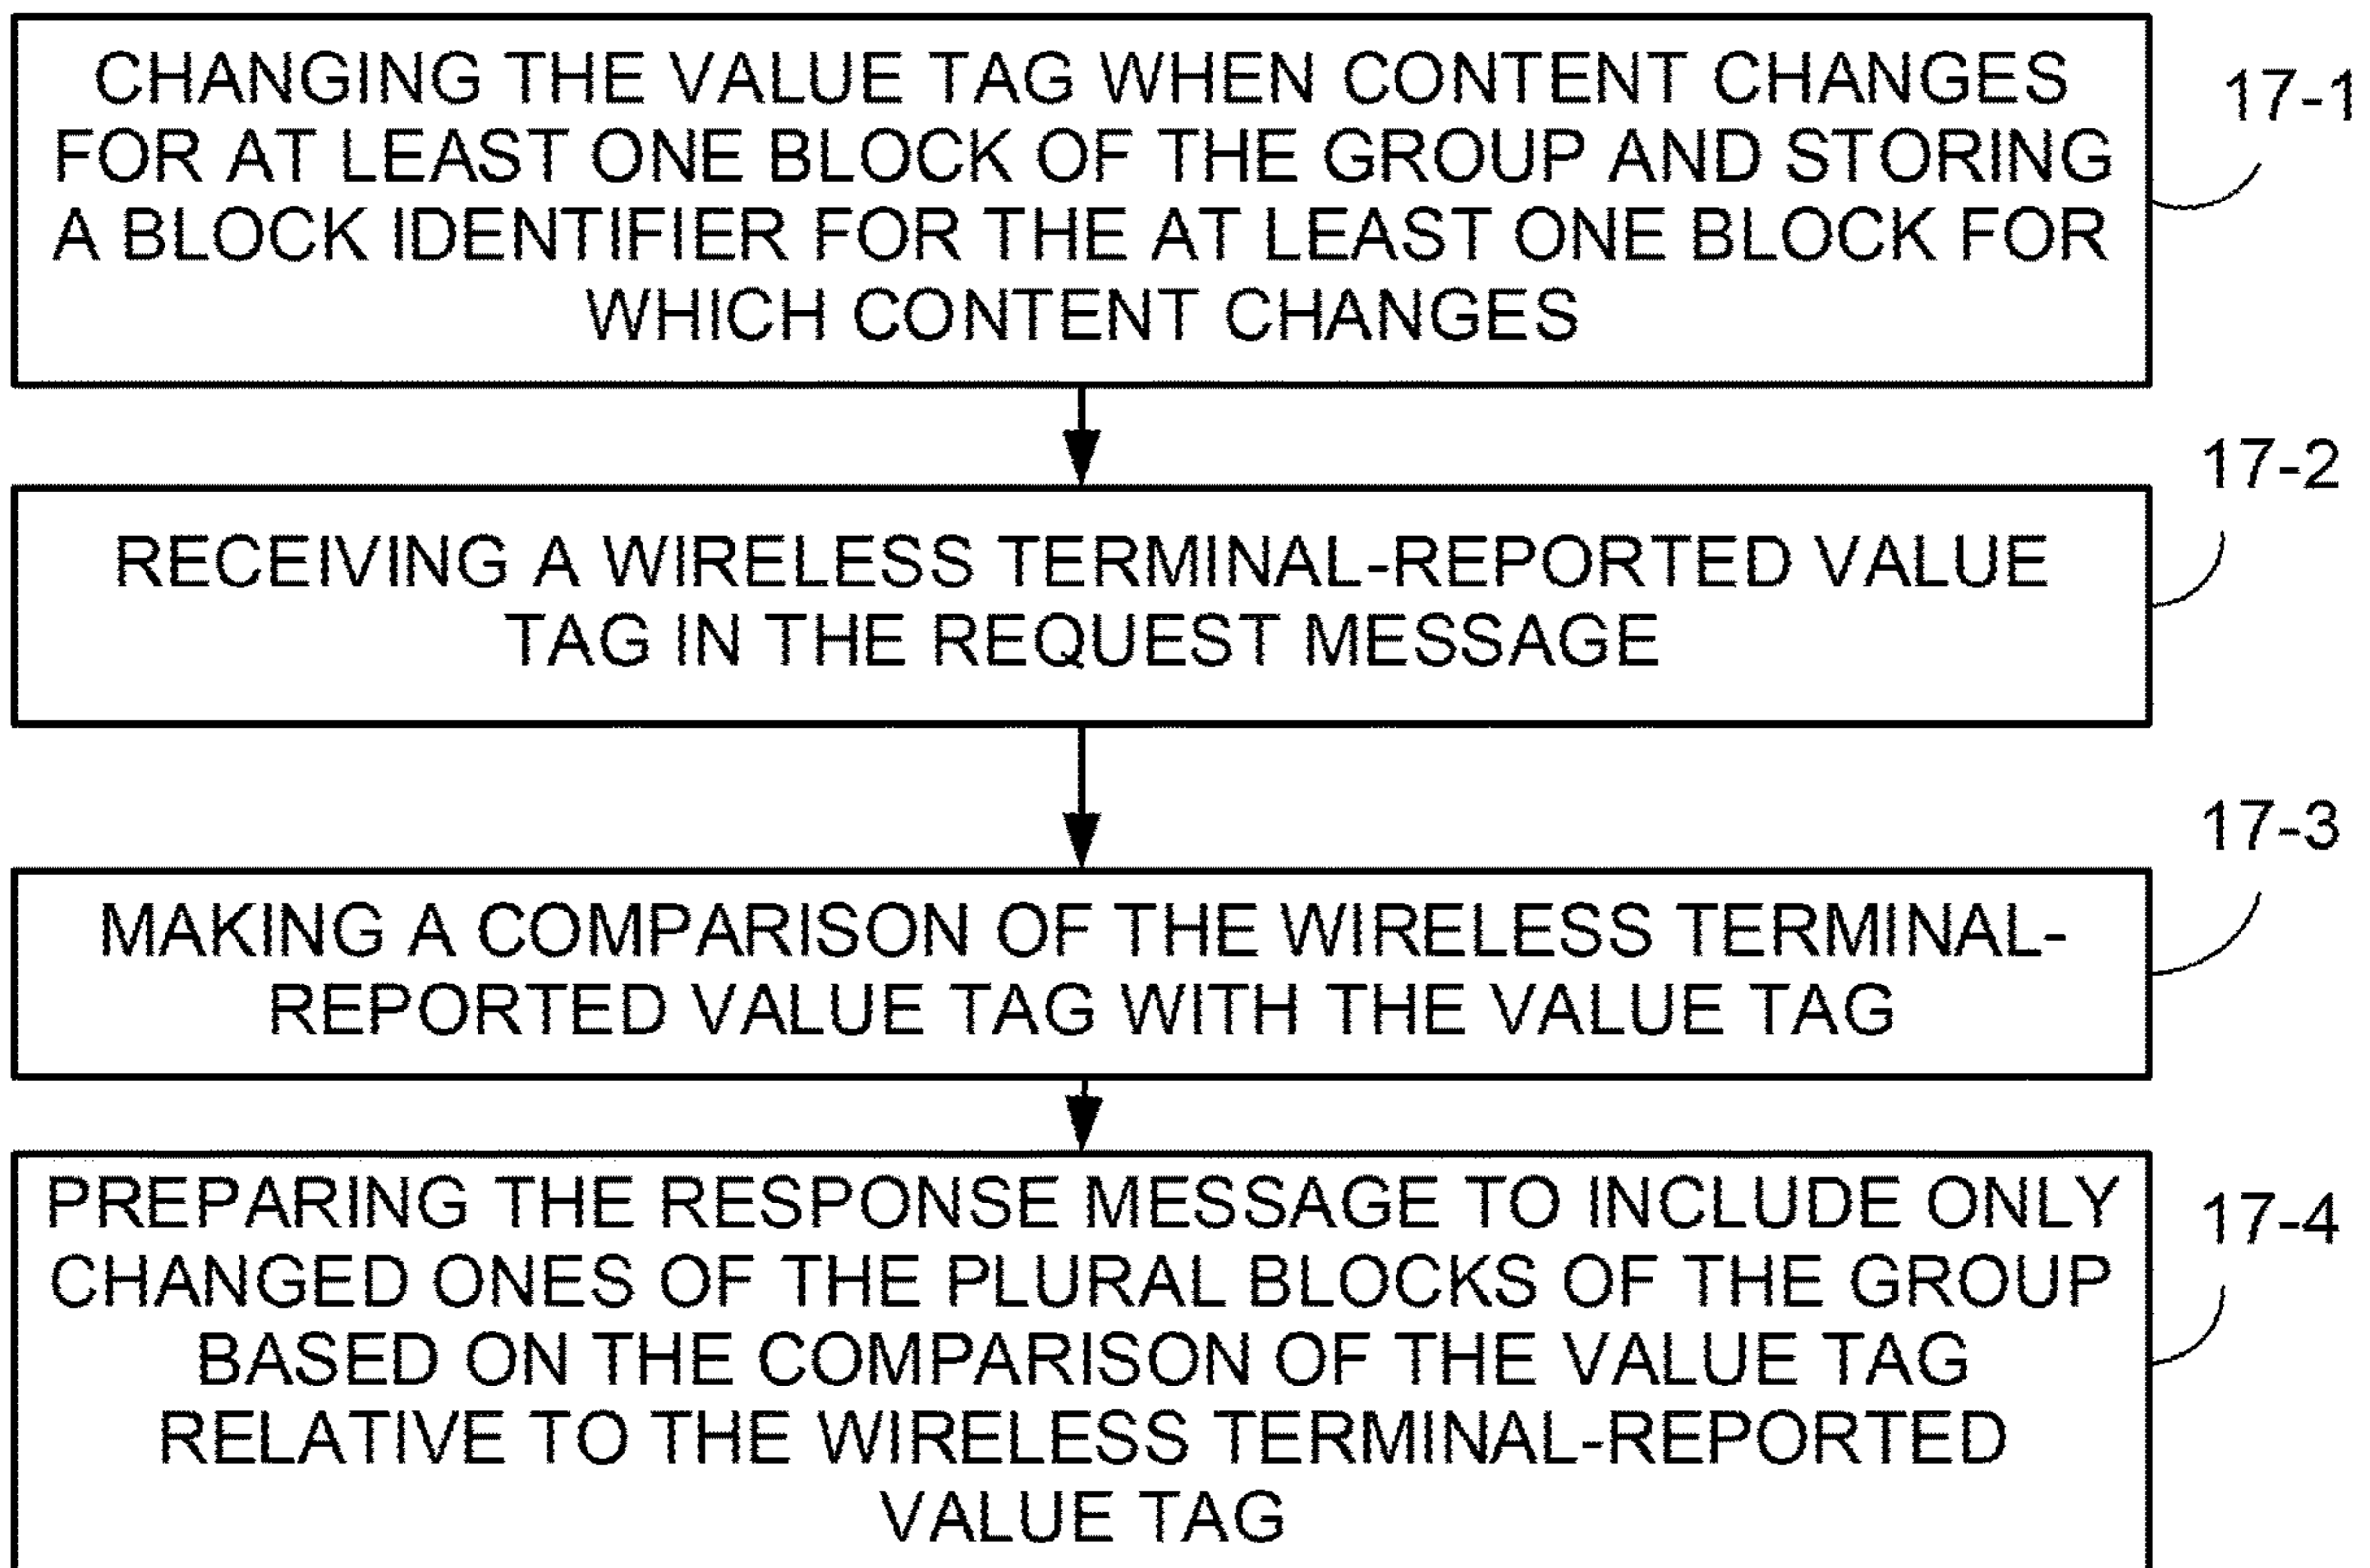 CHANGING THE VALUE TAG WHEN CONTENT CHANGES
FOR AT LEAST ONE BLOCK OF THE GROUP AND STORING
A BLOCK IDENTIFIER FOR THE AT LEAST ONE BLOCK FOR
WHICH CONTENT CHANGES
17-1
RECEIVING A WIRELESS TERMINAL-REPORTED VALUE
TAG IN THE REQUEST MESSAGE
17-2
MAKING A COMPARISON OF THE WIRELESS TERMINAL-
REPORTED VALUE TAG WITH THE VALUE TAG
17-3
PREPARING THE RESPONSE MESSAGE TO INCLUDE ONLY
CHANGED ONES OF THE PLURAL BLOCKS OF THE GROUP
BASED ON THE COMPARISON OF THE VALUE TAG
RELATIVE TO THE WIRELESS TERMINAL-REPORTED
VALUE TAG
17-4